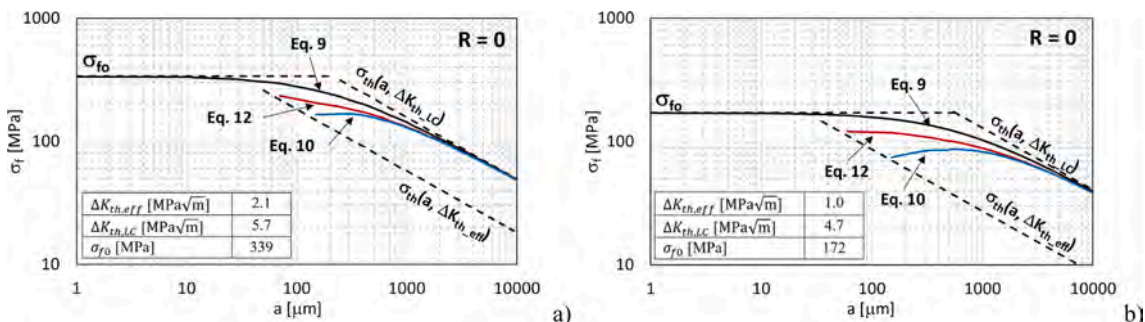 1000
R = 0
Eq. 9
σfo
σth(a, ΔKth_LC)
100
Eq. 12
Eq. 10
σth(a, ΔKth_eff)
σf [MPa]
ΔKth,eff [MPa√m] 2.1
ΔKth,LC [MPa√m] 5.7
σf0 [MPa] 339
10
1 10 100 1000 10000
a [µm]
a)
1000
R = 0
Eq. 9
σfo
σth(a, ΔKth_LC)
100
Eq. 12
Eq. 10
σth(a, ΔKth_eff)
σf [MPa]
ΔKth,eff [MPa√m] 1.0
ΔKth,LC [MPa√m] 4.7
σf0 [MPa] 172
10
1 10 100 1000 10000
a [µm]
b)